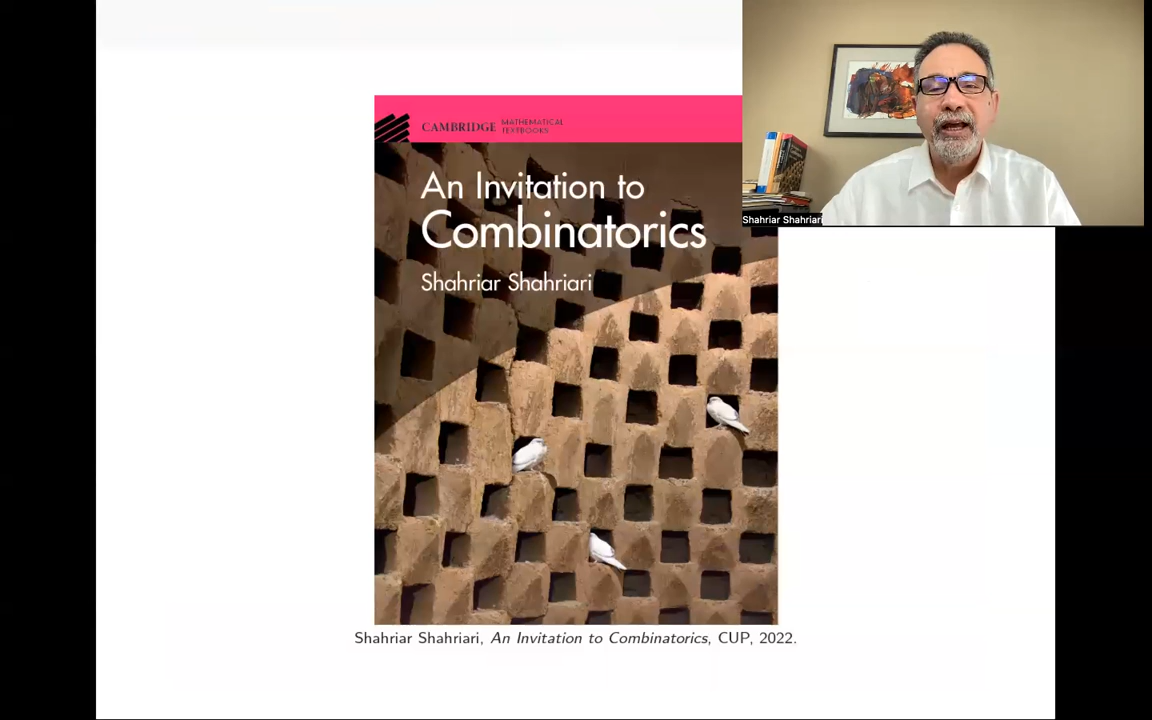 CAMBRIDGE
MATHEMATICAL
TEXTBOOKS
An Invitation to
Combinatorics
Shahriar Shahriari
Shahriar Shahriari
Shahriar Shahriari, An Invitation to Combinatorics, CUP, 2022.